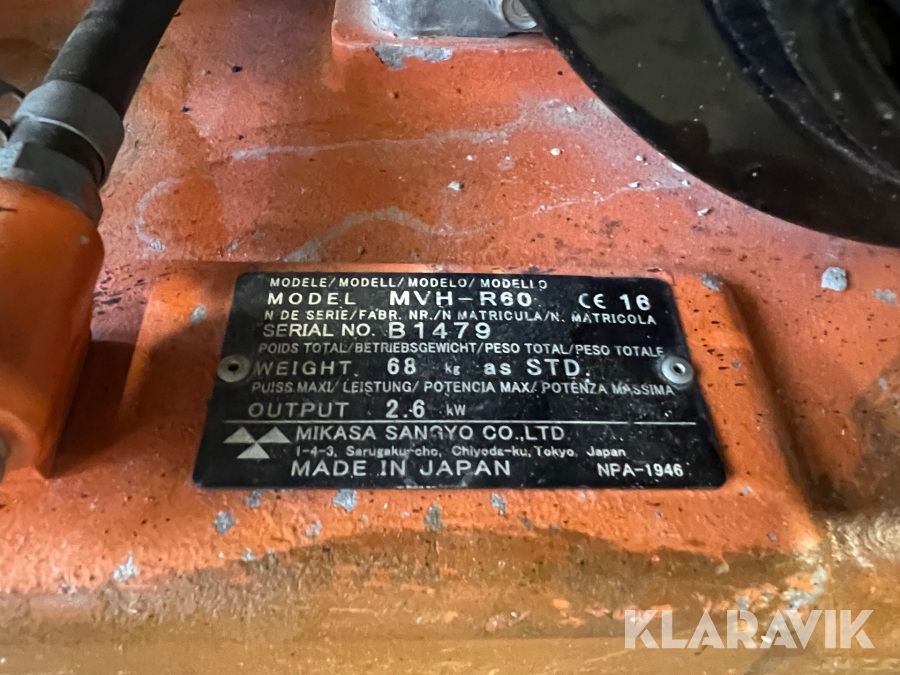 MODELE/MODELL/MODELO/MODELLO
MODEL MVH-R60 CE 16
N DE SERIE/FABR. NR./N MATRICULA/N. MATRICOLA
SERIAL NO. B1479
POIDS TOTAL/BETRIEBSGEWICHT/PESO TOTAL/PESO TOTALE
WEIGHT 68 kg as STD.
PUISS.MAXI/LEISTUNG/POTENCIA MAX/POTENZA MASSIMA
OUTPUT 2.6 kW
MIKASA SANGYO CO.,LTD.
1-4-3, Sarugaku-cho, Chiyoda-ku, Tokyo, Japan
MADE IN JAPAN NPA-1946
KLARAVIK